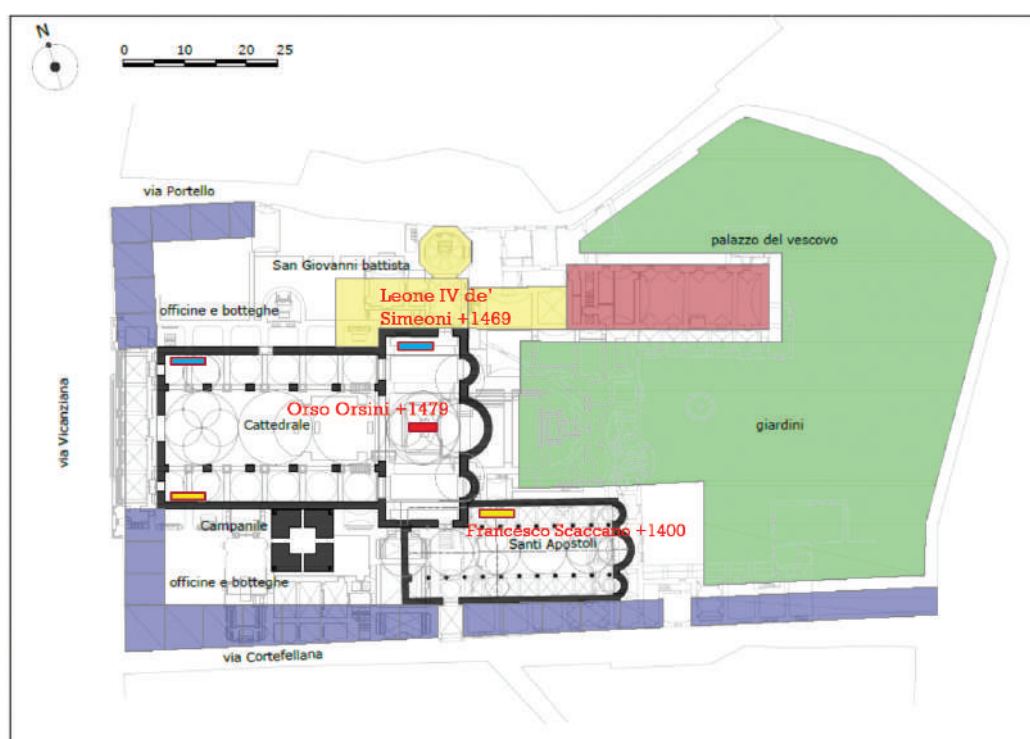 N
0 10 20 25
via Portello
palazzo del vescovo
San Giovanni battista
Leone IV de'
Simeoni +1469
officine e botteghe
Orso Orsini +1479
Cattedrale
giardini
via Vicanziana
Campanile
Francesco Scaccano +1400
Santi Apostoli
officine e botteghe
via Cortefellana